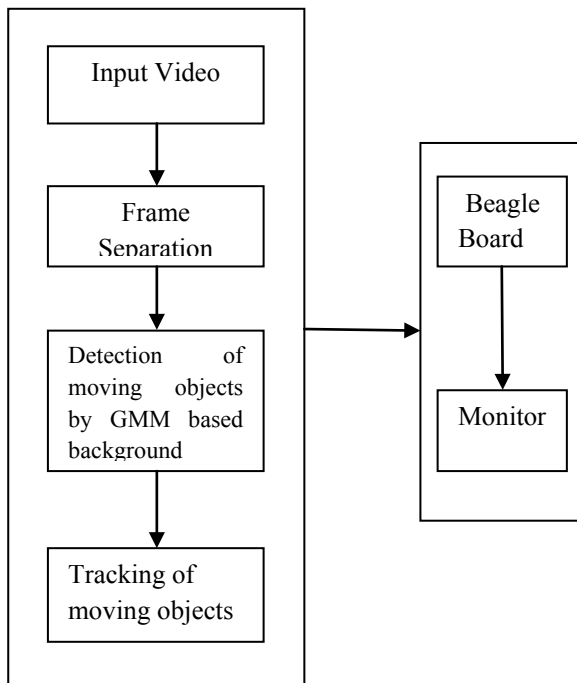 Input Video
Frame
Separation
Detection of
moving objects
by GMM based
background
Tracking of
moving objects
Beagle
Board
Monitor